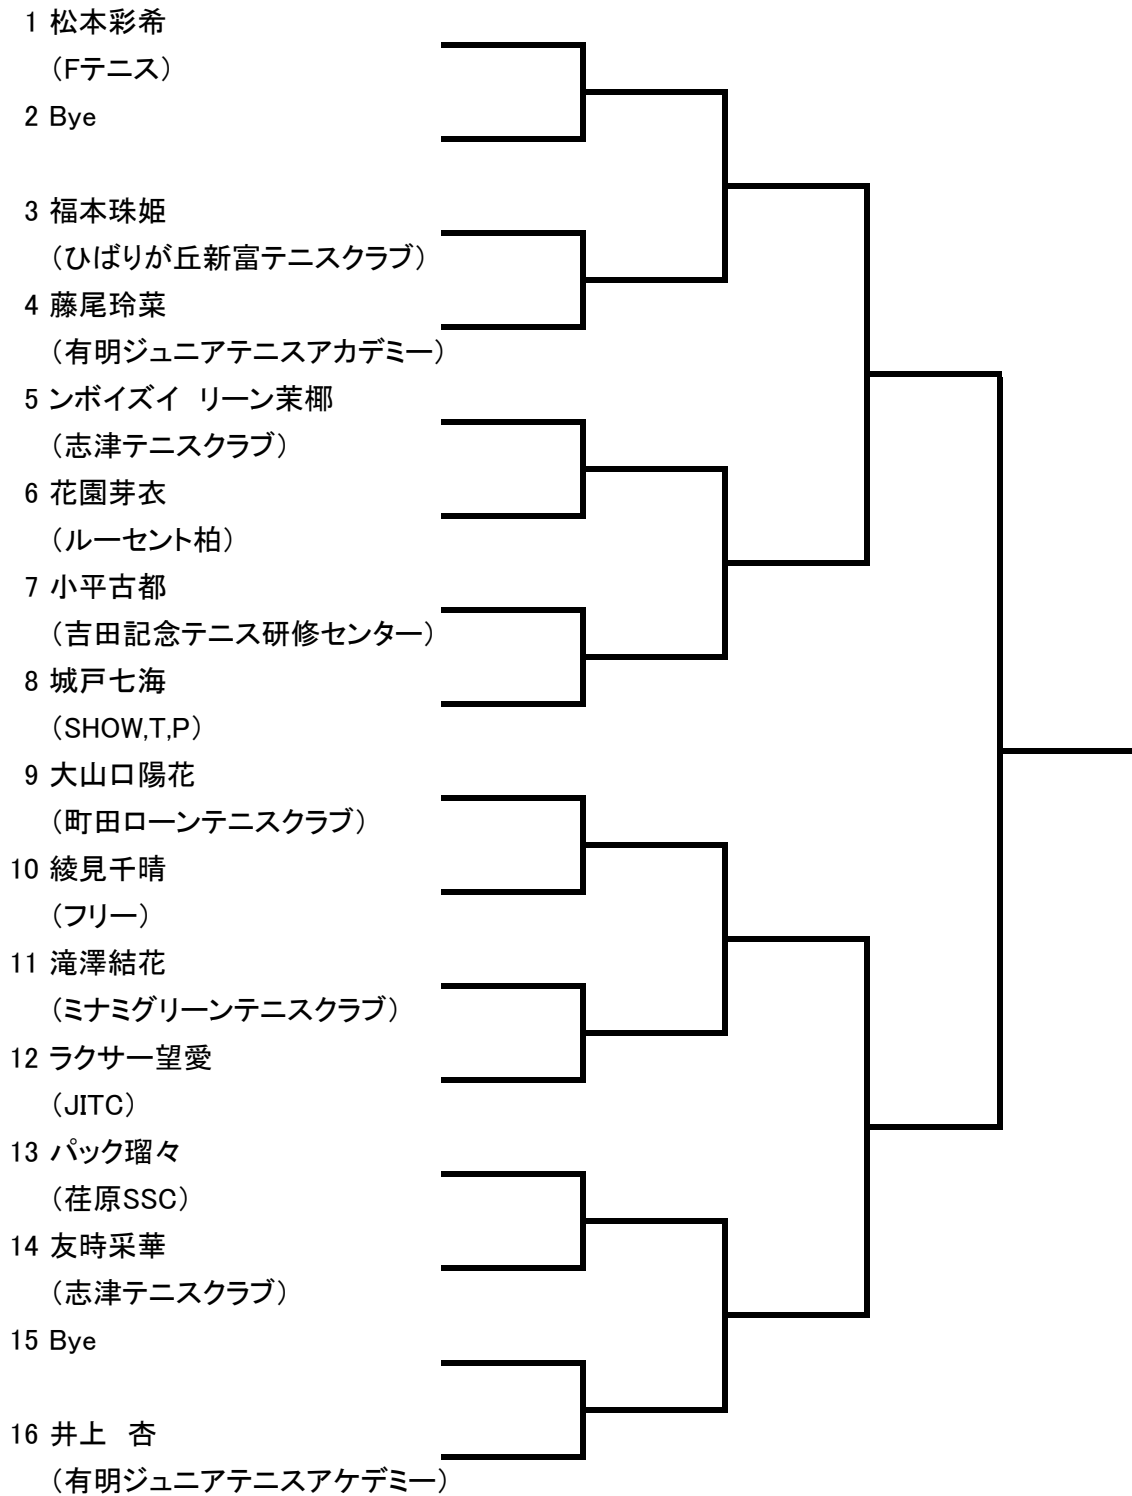 1 松本彩希
（Fテニス）
2 Bye
3 福本珠姫
（ひばりが丘新富テニスクラブ）
4 藤尾玲菜
（有明ジュニアテニスアカデミー）
5 ンボイズイ　リーン茉椰
（志津テニスクラブ）
6 花園芽衣
（ルーセント柏）
7 小平古都
（吉田記念テニス研修センター）
8 城戸七海
（SHOW,T,P）
9 大山口陽花
（町田ローンテニスクラブ）
10 綾見千晴
（フリー）
11 滝澤結花
（ミナミグリーンテニスクラブ）
12 ラクサー望愛
（JITC）
13 パック瑠々
（荏原SSC）
14 友時采華
（志津テニスクラブ）
15 Bye
16 井上　杏
（有明ジュニアテニスアケデミー）